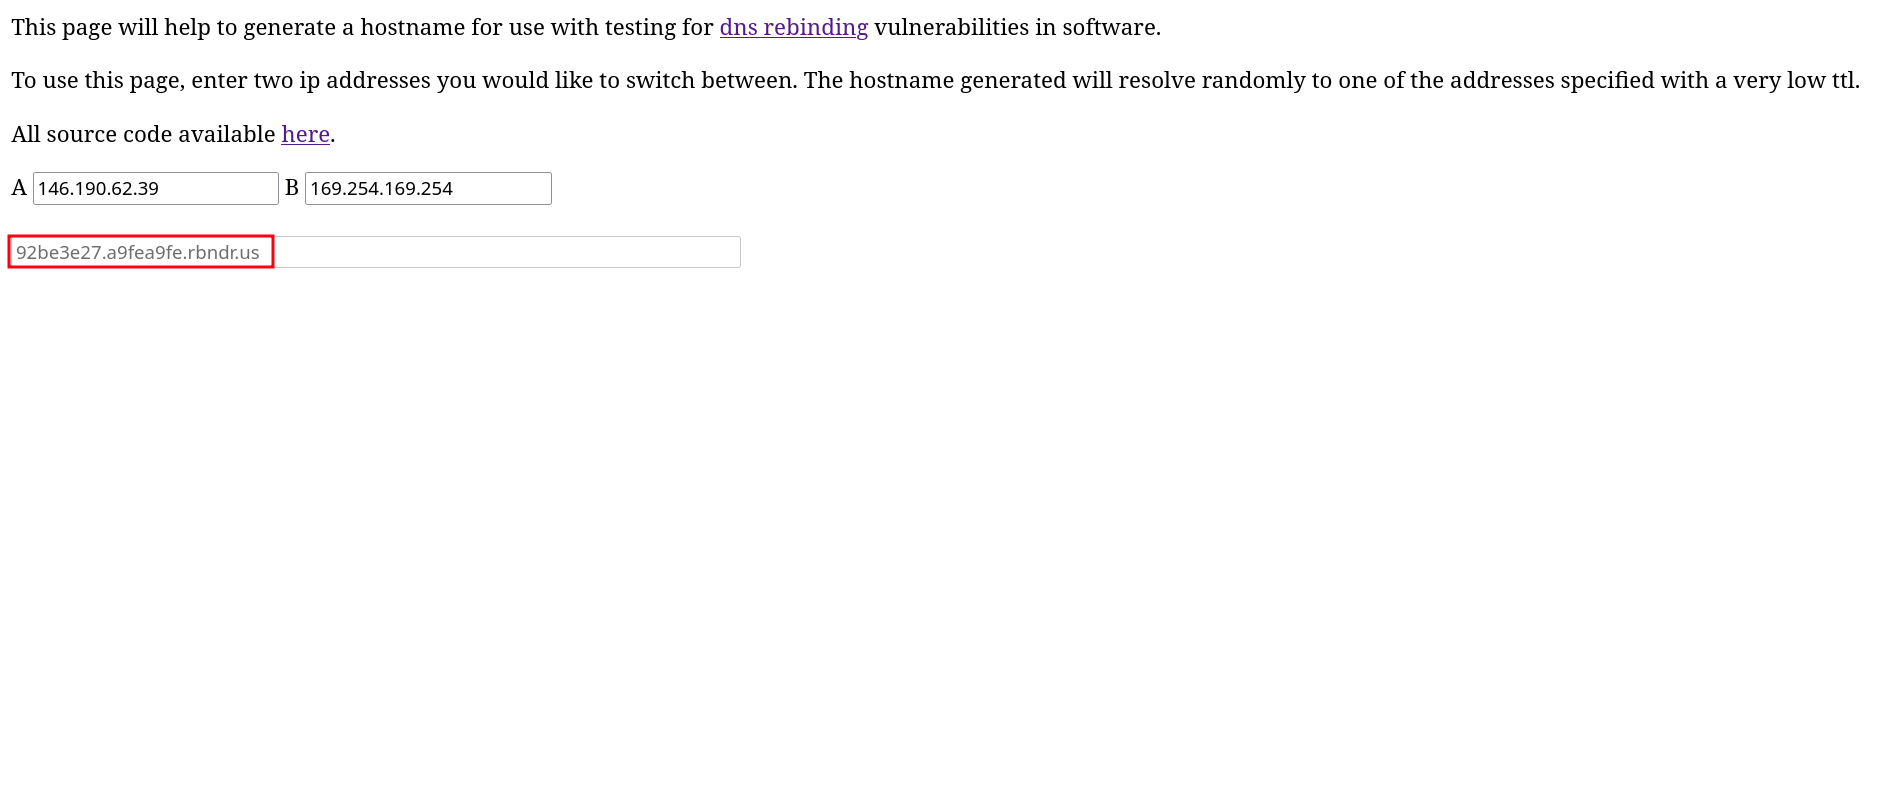 This page will help to generate a hostname for use with testing for dns rebinding vulnerabilities in software.
To use this page, enter two ip addresses you would like to switch between. The hostname generated will resolve randomly to one of the addresses specified with a very low ttl.
All source code available here.
A 146.190.62.39 B 169.254.169.254
92be3e27.a9fea9fe.rbndr.us